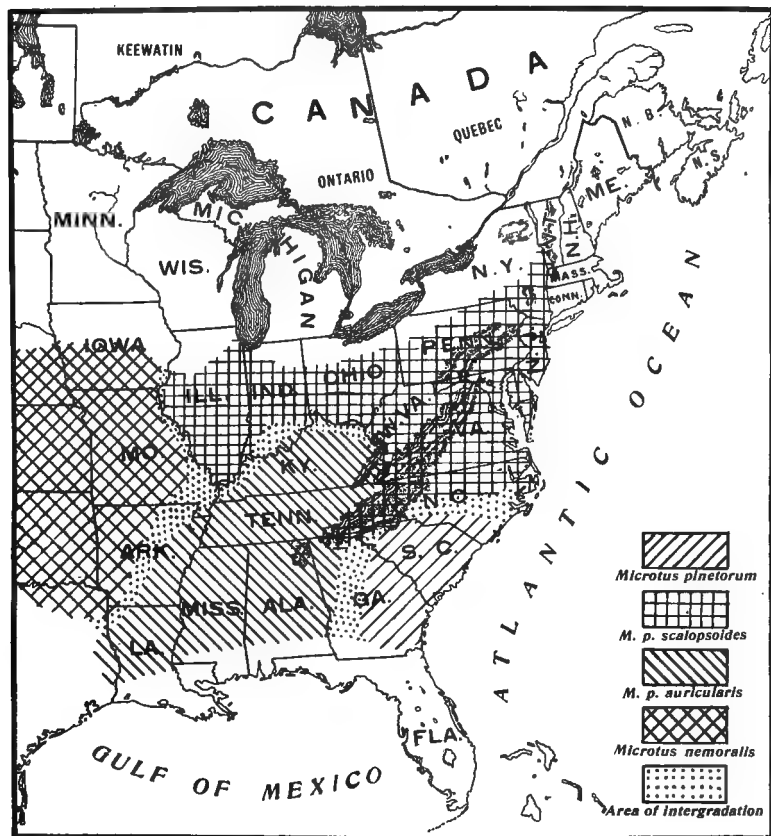 KEEWATIN
CANADA
QUEBEC
ONTARIO
N.B.
N.S.
ME.
MINN.
MICHIGAN
WIS.
N.Y.
VT.
N.H.
MASS.
CONN.
IOWA
PENN.
ILL.
IND.
OHIO
N.J.
W.VA.
VA.
MO.
KY.
N.C.
TENN.
ARK.
S.C.
MISS.
ALA.
GA.
LA.
FLA.
ATLANTIC OCEAN
GULF OF MEXICO
Microtus pinetorum
M. p. scalopsoides
M. p. auricularis
Microtus nemoralis
Area of intergradation